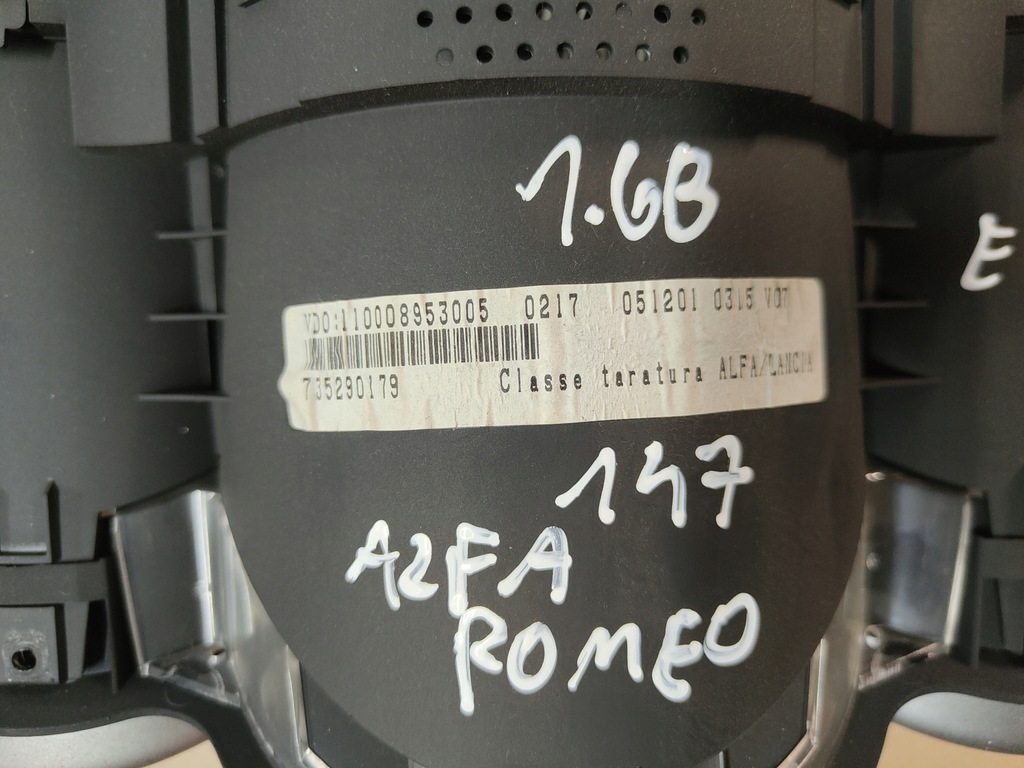 1.6B
E
VDO:110008953005 0217 051201 0315 V07
735290179 Classe taratura ALFA/LANCIA
147
ALFA
ROMEO